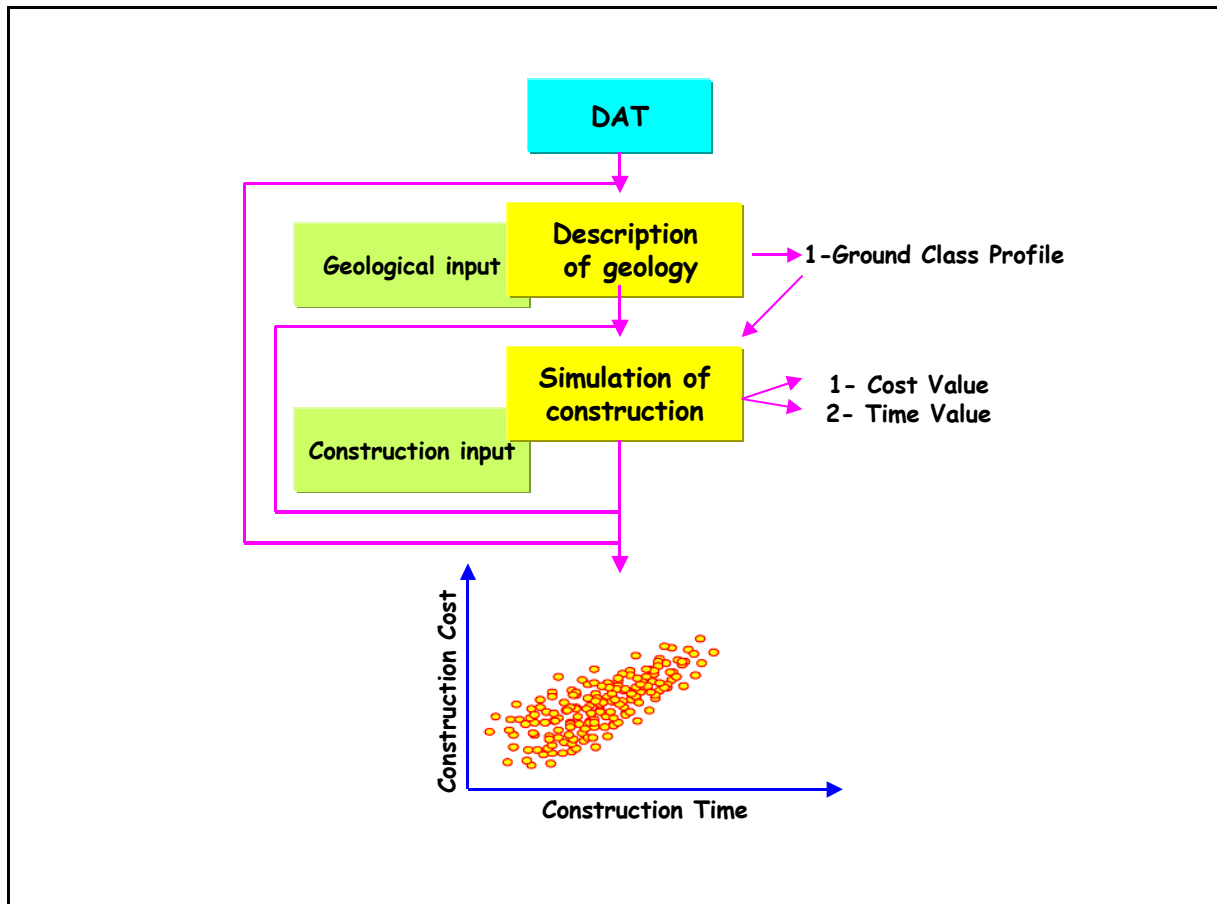 DAT
Description
of geology
Geological input
1-Ground Class Profile
Simulation of
construction
Construction input
1- Cost Value
2- Time Value
Construction Cost
Construction Time